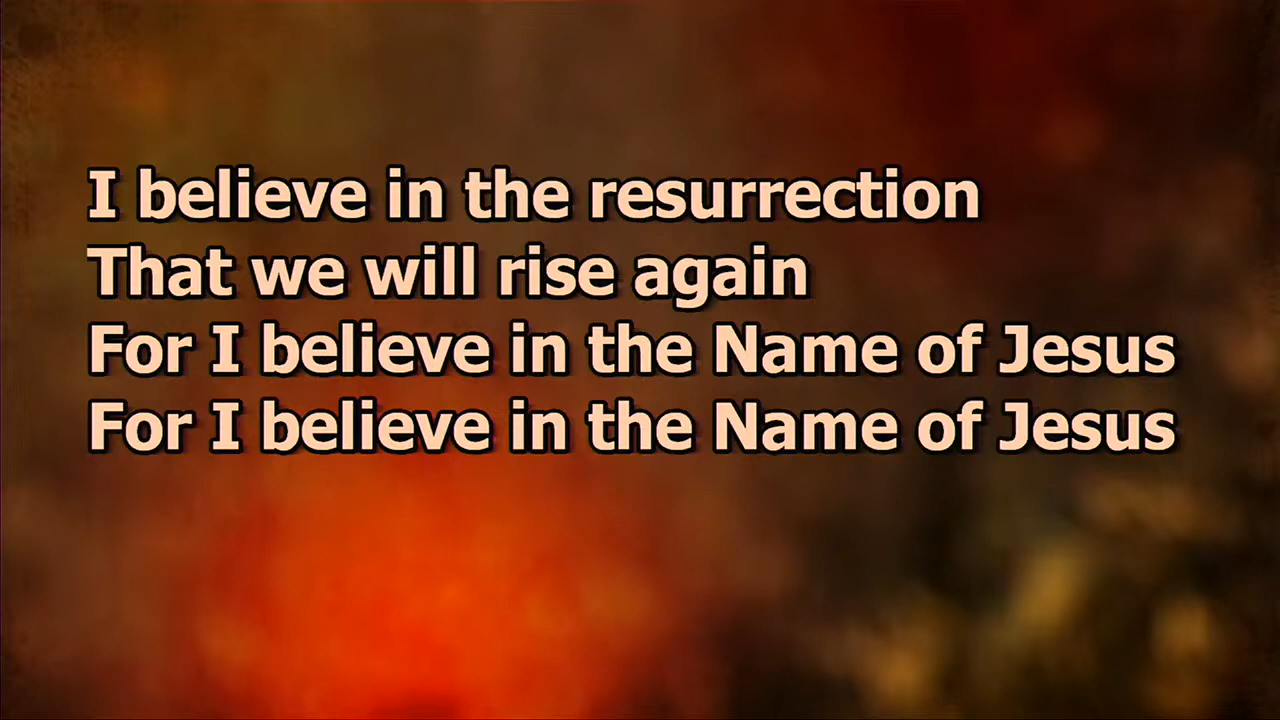 I believe in the resurrection
That we will rise again
For I believe in the Name of Jesus
For I believe in the Name of Jesus